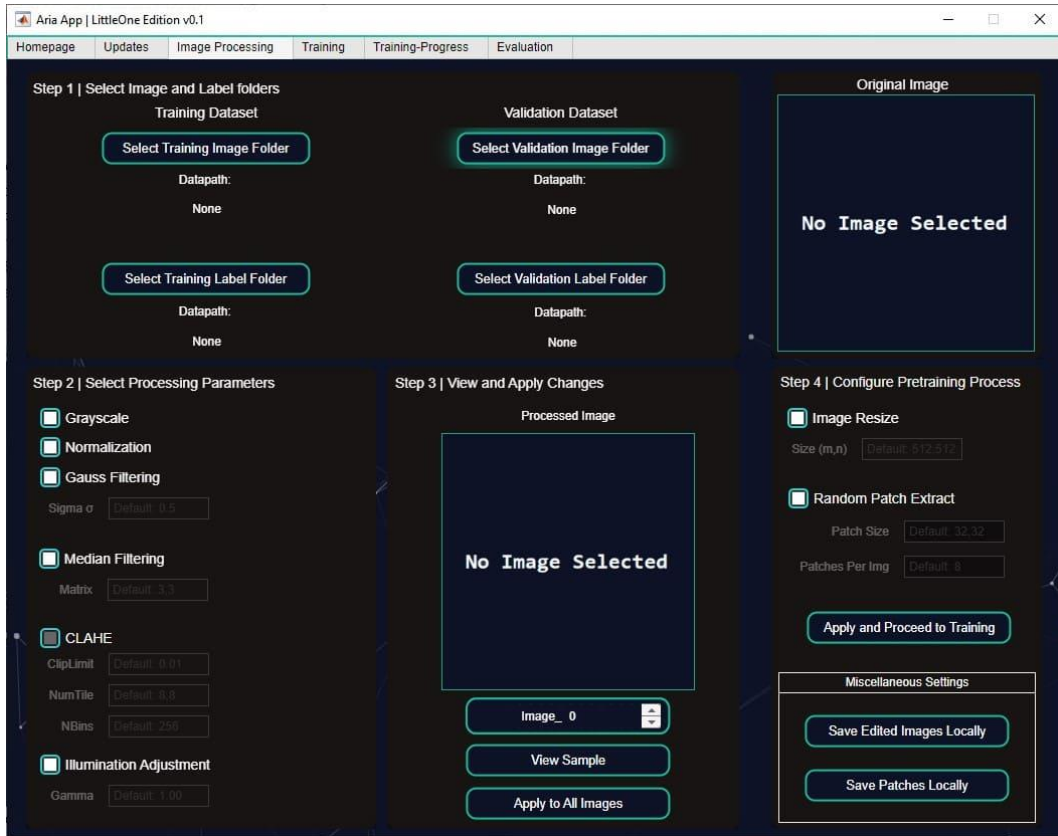 Aria App | LittleOne Edition v0.1
Homepage Updates Image Processing Training Training-Progress Evaluation
Step 1 | Select Image and Label folders
Training Dataset
Select Training Image Folder
Datapath:
None
Select Training Label Folder
Datapath:
None
Validation Dataset
Select Validation Image Folder
Datapath:
None
Select Validation Label Folder
Datapath:
None
Original Image
No Image Selected
Step 2 | Select Processing Parameters
Grayscale
Normalization
Gauss Filtering
Sigma σ Default: 0.5
Median Filtering
Matrix Default: 3,3
CLAHE
ClipLimit Default: 0.01
NumTile Default: 8,8
NBins Default: 256
Illumination Adjustment
Gamma Default: 1.00
Step 3 | View and Apply Changes
Processed Image
No Image Selected
Image_ 0
View Sample
Apply to All Images
Step 4 | Configure Pretraining Process
Image Resize
Size (m,n) Default: 512,512
Random Patch Extract
Patch Size Default: 32,32
Patches Per Img Default: 8
Apply and Proceed to Training
Miscellaneous Settings
Save Edited Images Locally
Save Patches Locally